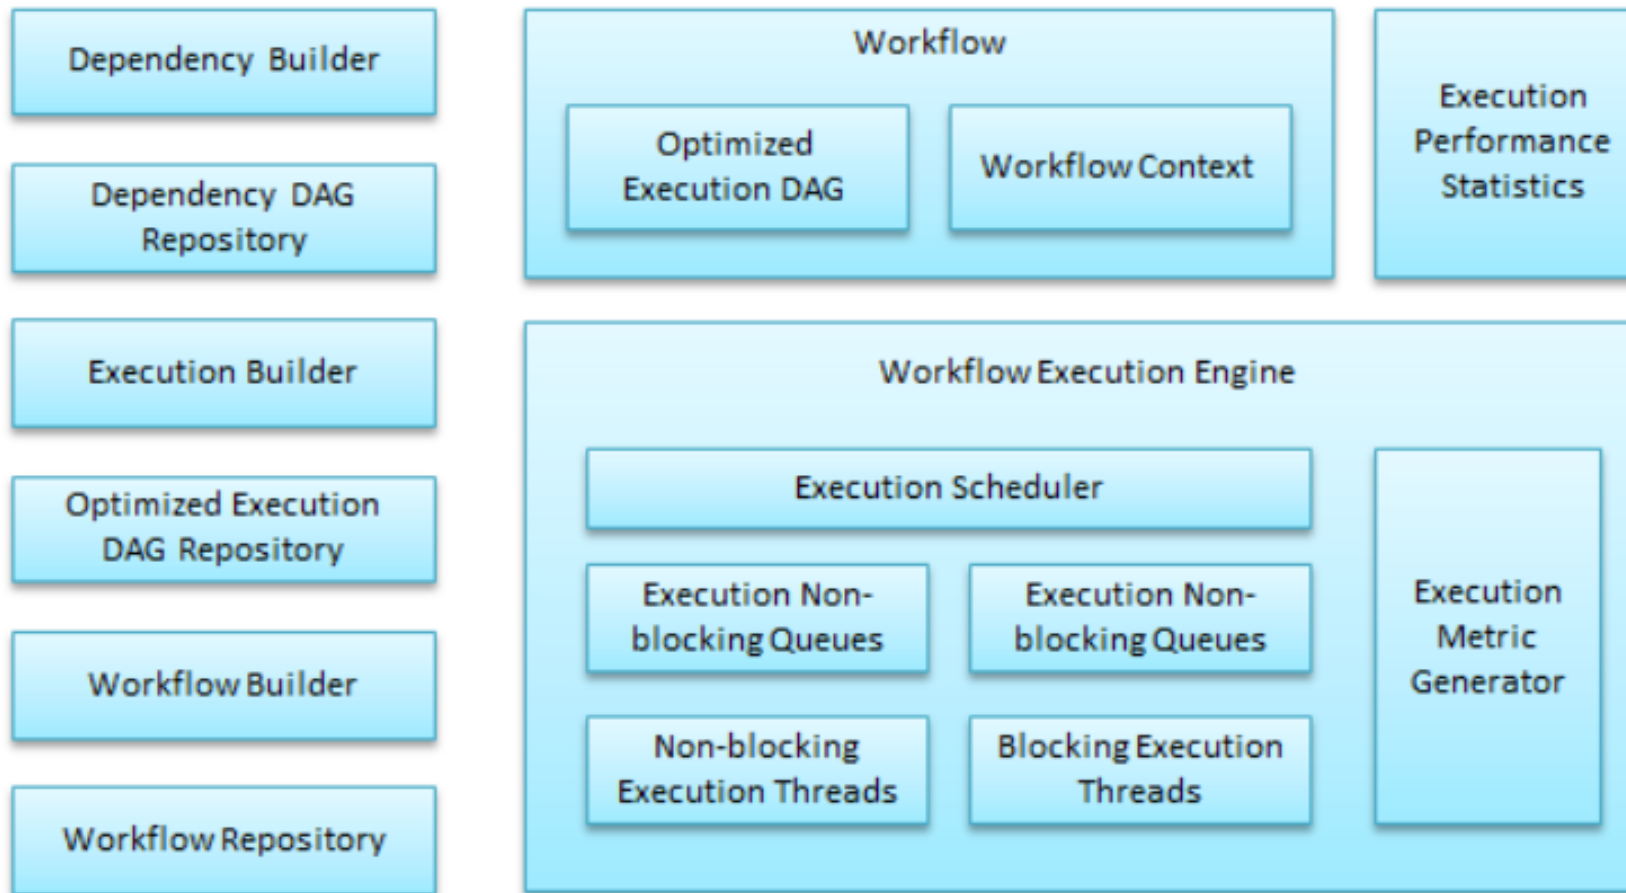 Dependency Builder
Dependency DAG
Repository
Execution Builder
Optimized Execution
DAG Repository
Workflow Builder
Workflow Repository
Workflow
Optimized
Execution DAG
Workflow Context
Execution
Performance
Statistics
Workflow Execution Engine
Execution Scheduler
Execution Non-
blocking Queues
Execution Non-
blocking Queues
Non-blocking
Execution Threads
Blocking Execution
Threads
Execution
Metric
Generator